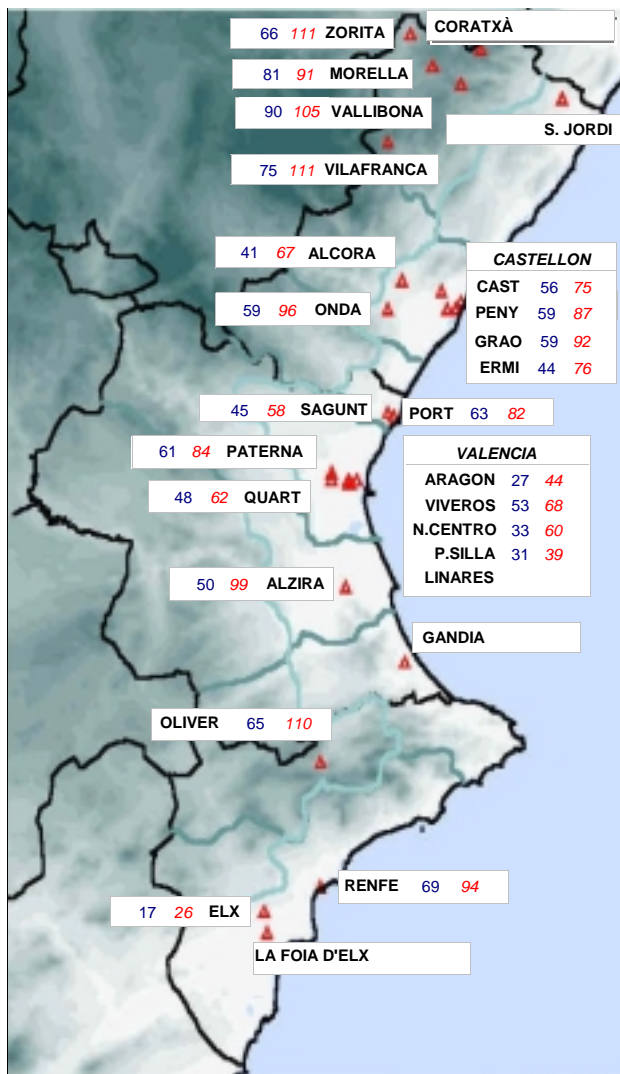 66 111 ZORITA
CORATXÀ
81 91 MORELLA
90 105 VALLIBONA
S. JORDI
75 111 VILAFRANCA
41 67 ALCORA
59 96 ONDA
CASTELLON
CAST 56 75
PENY 59 87
GRAO 59 92
ERMI 44 76
45 58 SAGUNT
PORT 63 82
61 84 PATERNA
48 62 QUART
VALENCIA
ARAGON 27 44
VIVEROS 53 68
N.CENTRO 33 60
P.SILLA 31 39
LINARES
50 99 ALZIRA
GANDIA
OLIVER 65 110
RENFE 69 94
17 26 ELX
LA FOIA D'ELX